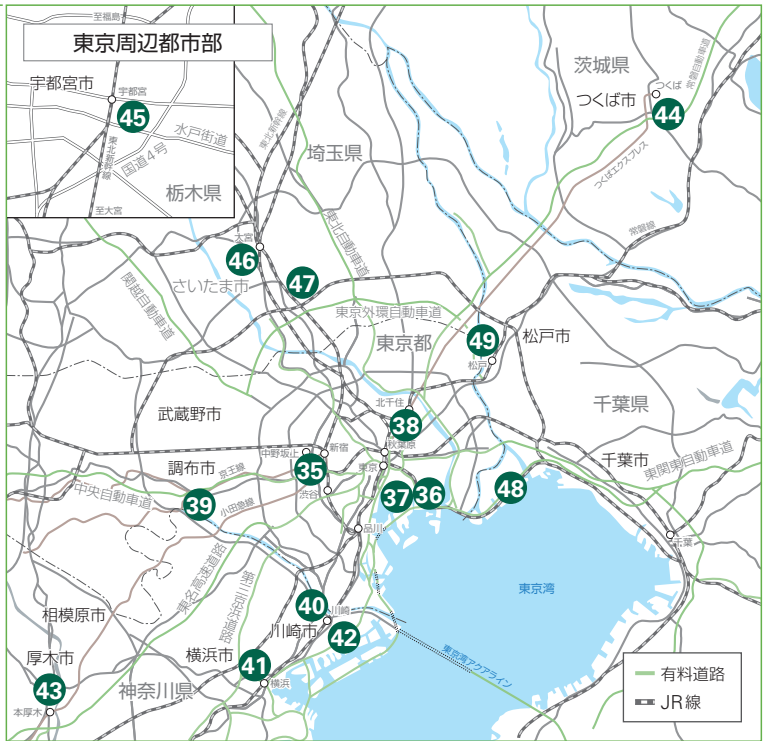 至福島
東京周辺都市部
宇都宮市
宇都宮
45
水戸街道
国道4号
東北新幹線
栃木県
至大宮
東北新幹線
埼玉県
茨城県
つくば
つくば市
常磐自動車道
44
つくばエクスプレス
常磐線
大宮
46
さいたま市
47
東北自動車道
関越自動車道
東京外環自動車道
東京都
49
松戸
松戸市
武蔵野市
北千住
38
千葉県
中野坂上
新宿
秋葉原
35
東京
渋谷
調布市
京王線
中央自動車道
39
小田急線
37
36
48
千葉市
東関東自動車道
千葉
品川
東京湾
東名高速道路
第三京浜道路
相模原市
40
川崎
川崎市
42
東京湾アクアライン
厚木市
横浜市
41
横浜
43
本厚木
神奈川県
有料道路
JR線